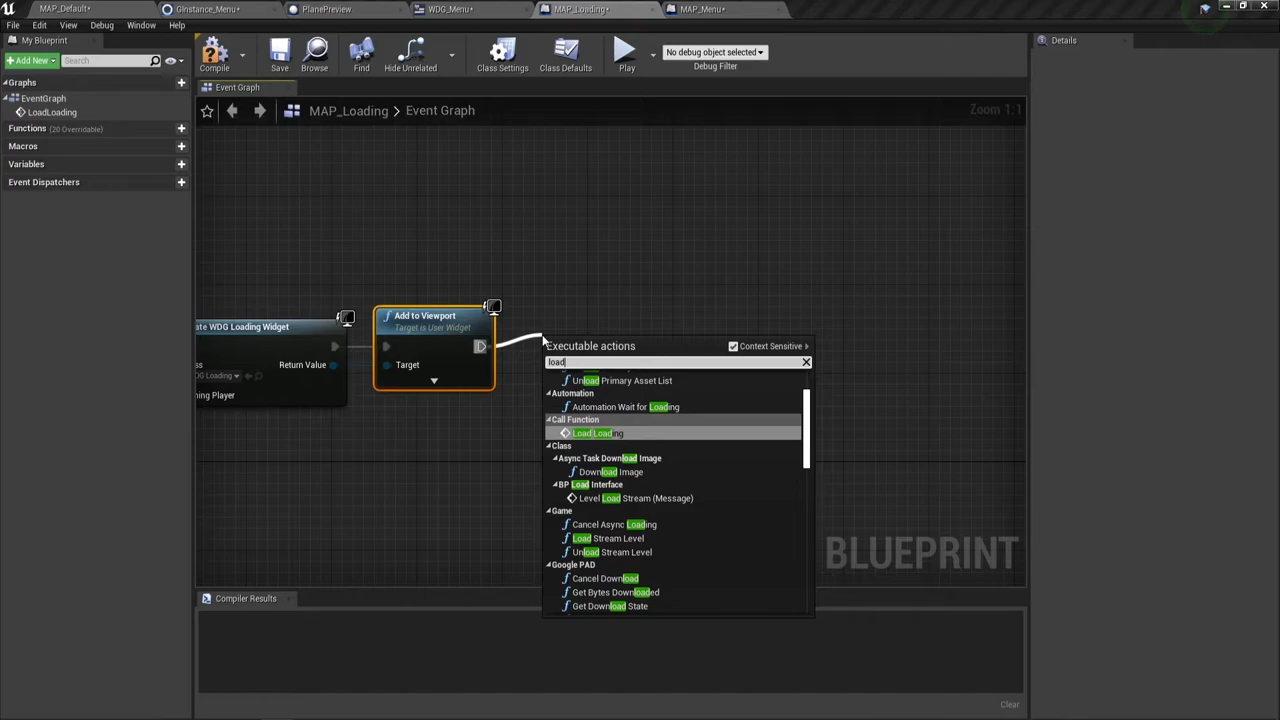 MAP_Default*
GInstance_Menu*
PlanePreview
WDG_Menu*
MAP_Loading*
MAP_Menu*
File Edit View Debug Window Help
My Blueprint
Details
Add New
Search
Compile
Save
Browse
Find
Hide Unrelated
Class Settings
Class Defaults
Play
No debug object selected
Debug Filter
Graphs
EventGraph
LoadLoading
Functions (20 Overridable)
Macros
Variables
Event Dispatchers
Event Graph
MAP_Loading > Event Graph
Zoom 1:1
ate WDG Loading Widget
Return Value
ss
G Loading
ning Player
Add to Viewport
Target is User Widget
Target
Executable actions
Context Sensitive
load
Unload Primary Asset List
Automation
Automation Wait for Loading
Call Function
Load Loading
Class
Async Task Download Image
Download Image
BP Load Interface
Level Load Stream (Message)
Game
Cancel Async Loading
Load Stream Level
Unload Stream Level
Google PAD
Cancel Download
Get Bytes Downloaded
Get Download State
BLUEPRINT
Compiler Results
Clear